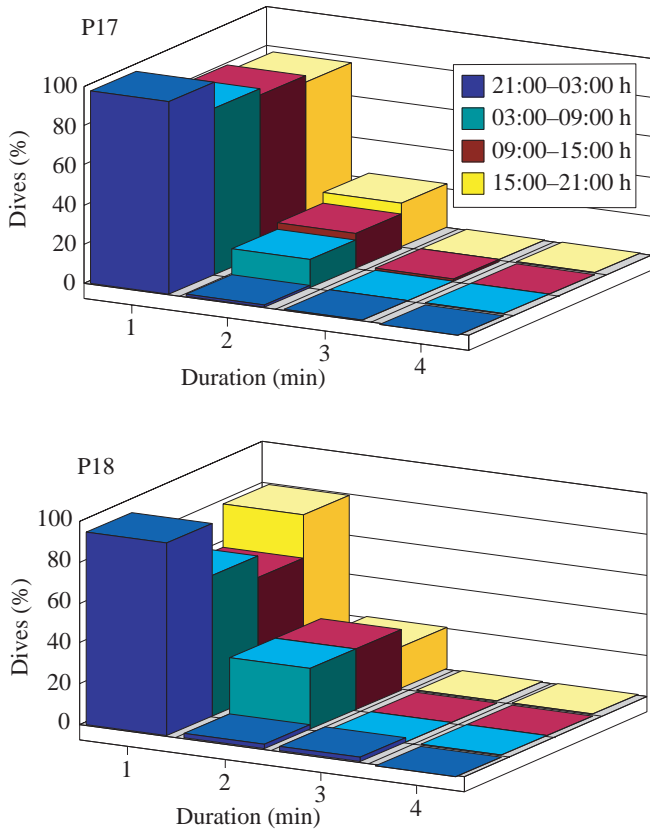 P17
100
80
60
40
20
0
Dives (%)
21:00–03:00 h
03:00–09:00 h
09:00–15:00 h
15:00–21:00 h
1
2
3
4
Duration (min)
P18
100
80
60
40
20
0
Dives (%)
1
2
3
4
Duration (min)